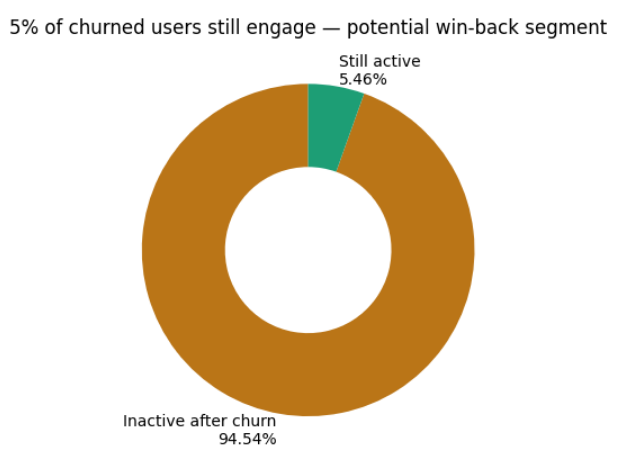 5% of churned users still engage — potential win-back segment
Still active
5.46%
Inactive after churn
94.54%